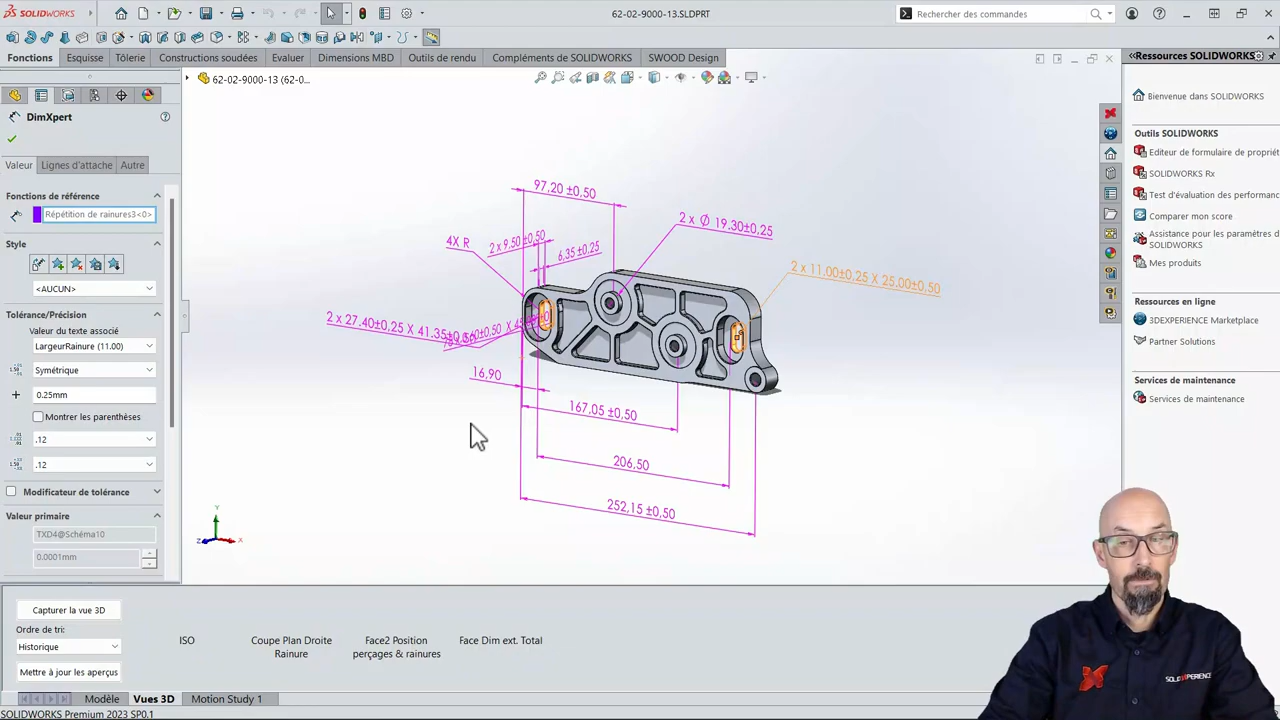 SOLIDWORKS
62-02-9000-13.SLDPRT
Rechercher des commandes
Fonctions
Esquisse
Tôlerie
Constructions soudées
Evaluer
Dimensions MBD
Outils de rendu
Compléments de SOLIDWORKS
SWOOD Design
62-02-9000-13 (62-0...
DimXpert
Valeur
Lignes d'attache
Autre
Fonctions de référence
Répétition de rainures3<0>
Style
<AUCUN>
Tolérance/Précision
Valeur du texte associé
LargeurRainure (11.00)
Symétrique
0.25mm
Montrer les parenthèses
.12
.12
Modificateur de tolérance
Valeur primaire
TXD4@Schéma10
0.0001mm
97,20 ±0,50
2 x Ø 19.30±0,25
4X R
2 x 9.50 ±0,50
6,35 ±0,25
2 x 11.00±0,25 X 25.00±0,50
2 x 27.40±0,25 X 41.35±0,50
16,90
167,05 ±0,50
206,50
252,15 ±0,50
Y
X
Z
Capturer la vue 3D
Ordre de tri:
Historique
Mettre à jour les aperçus
ISO
Coupe Plan Droite
Rainure
Face2 Position
perçages & rainures
Face Dim ext. Total
Modèle
Vues 3D
Motion Study 1
SOLIDWORKS Premium 2023 SP0.1
Ressources SOLIDWORKS
Bienvenue dans SOLIDWORKS
Outils SOLIDWORKS
Editeur de formulaire de propriét
SOLIDWORKS Rx
Test d'évaluation des performance
Comparer mon score
Assistance pour les paramètres d
SOLIDWORKS
Mes produits
Ressources en ligne
3DEXPERIENCE Marketplace
Partner Solutions
Services de maintenance
Services de maintenance
SOLIDXPERIENCE